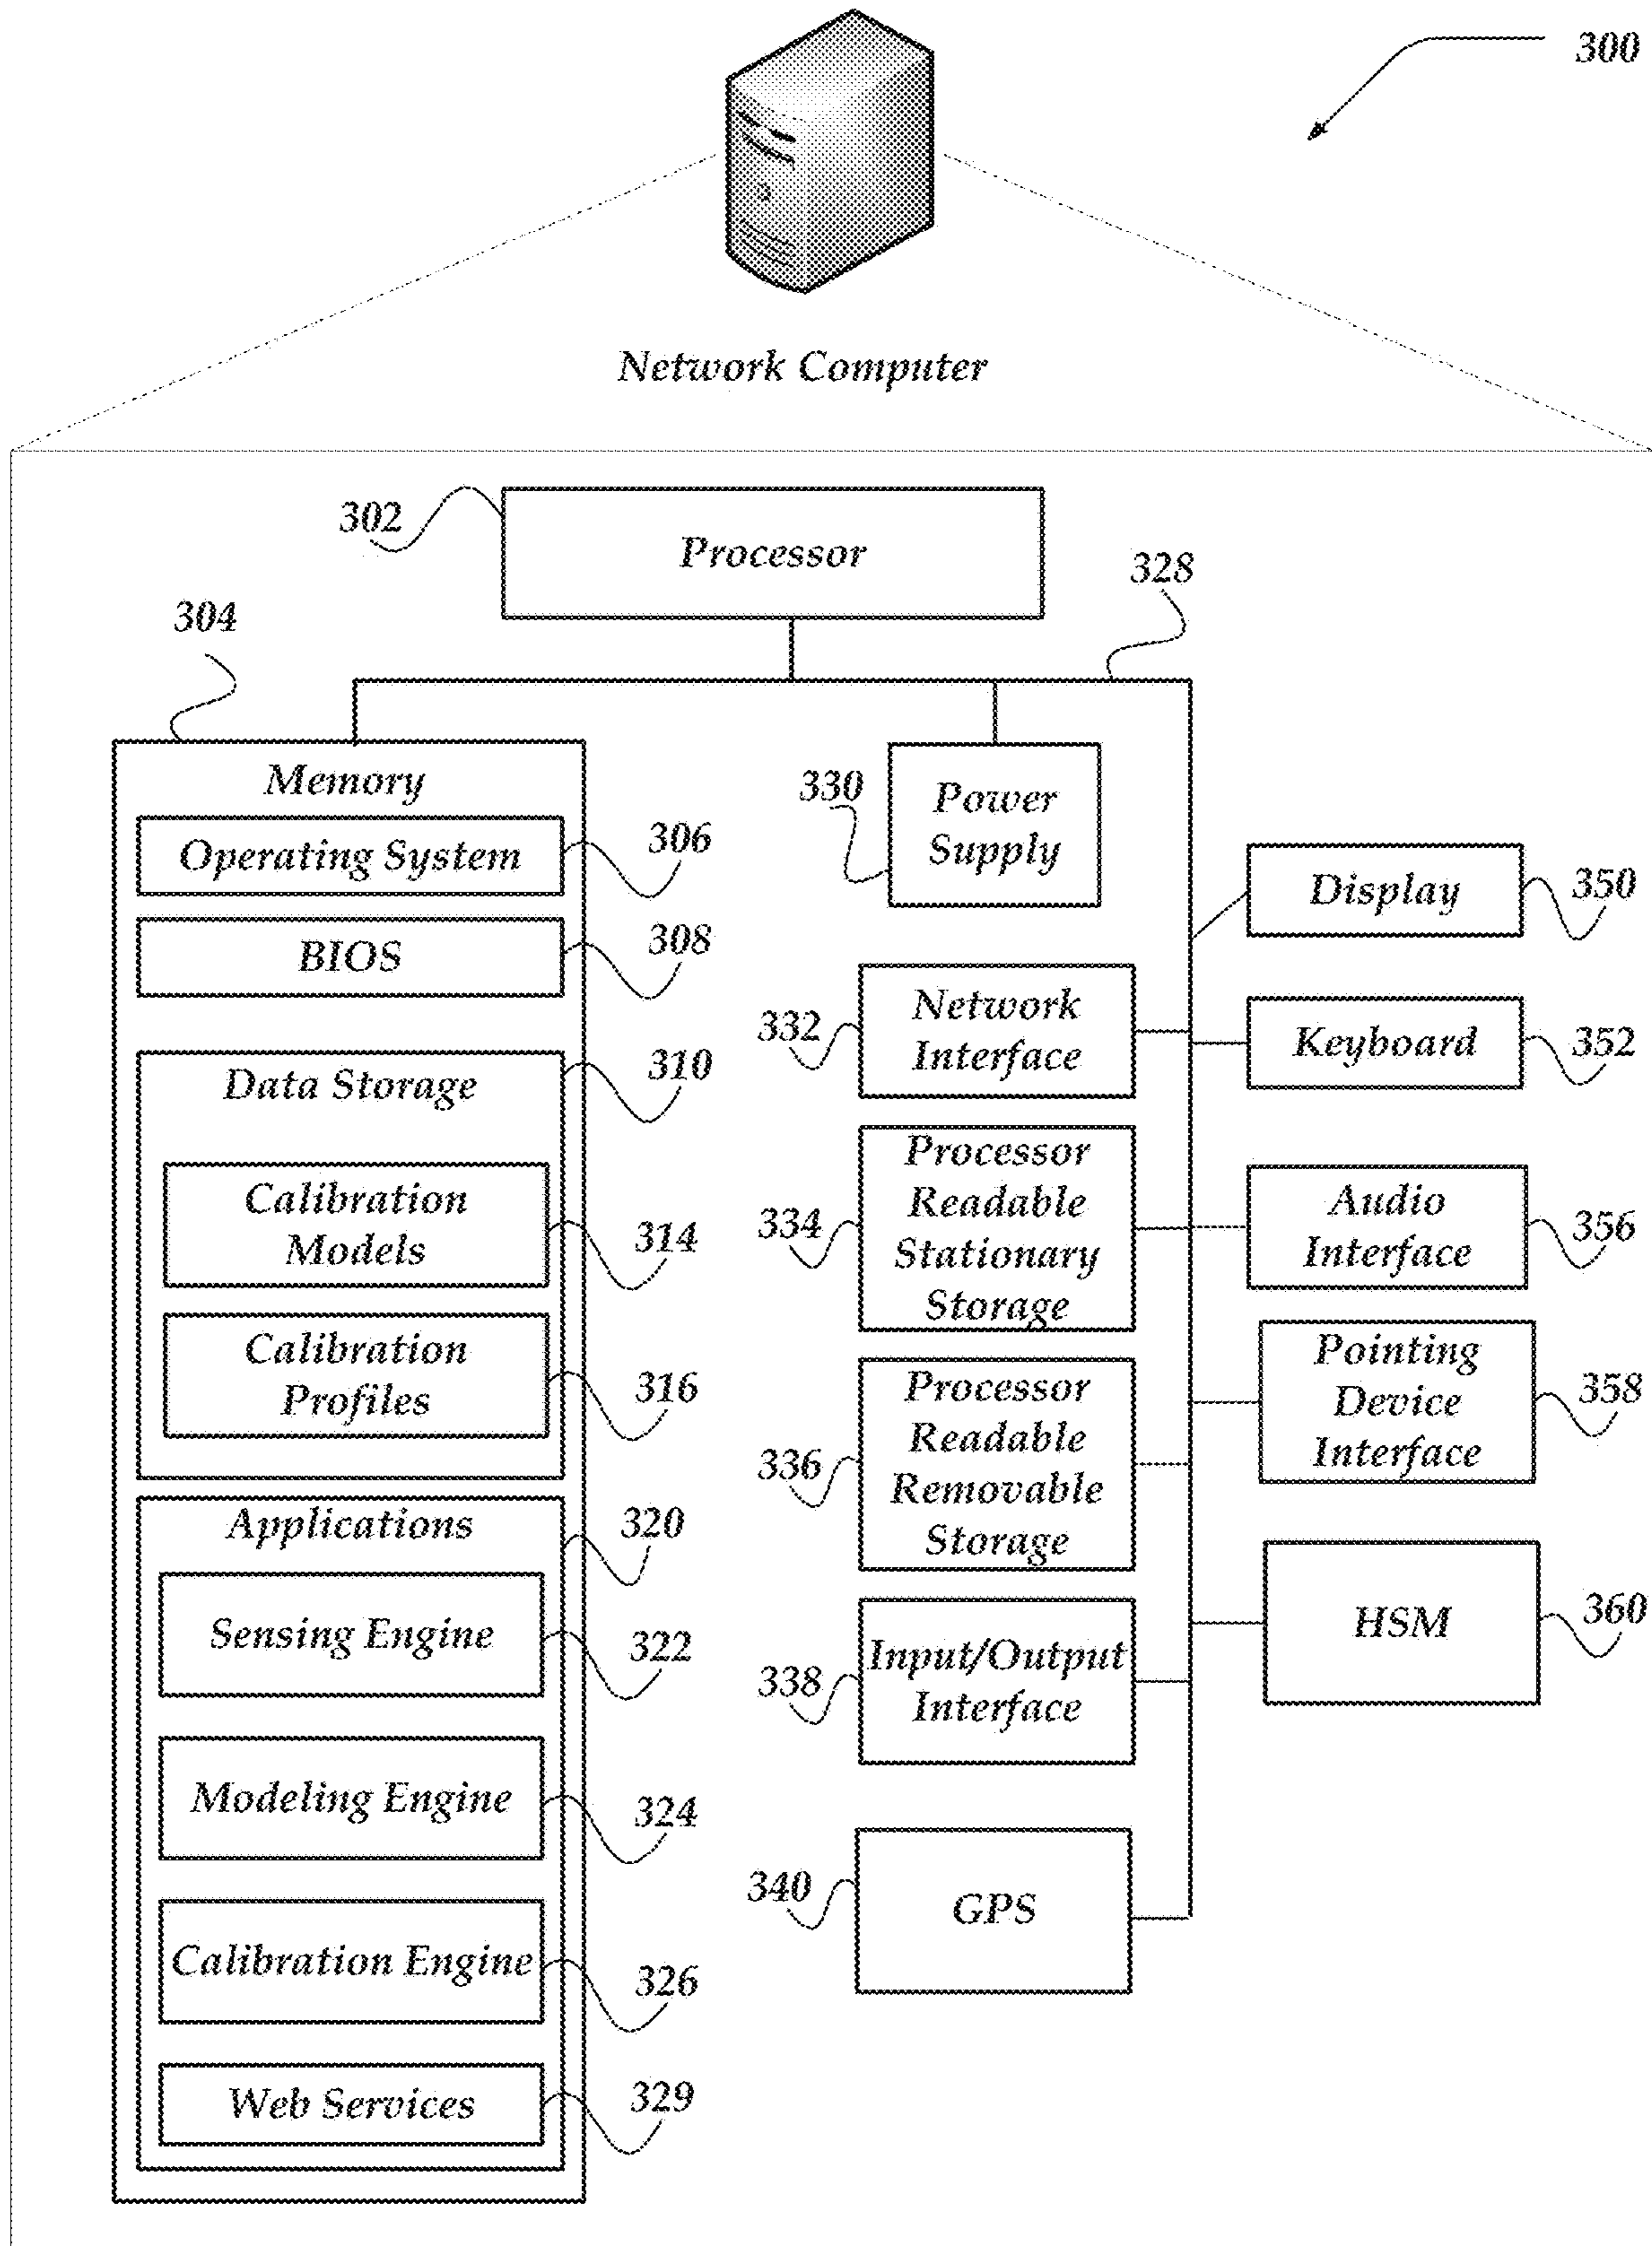 300
Network Computer
302
Processor
328
304
Memory
Operating System
306
BIOS
308
Data Storage
310
Calibration
Models
314
Calibration
Profiles
316
Applications
320
Sensing Engine
322
Modeling Engine
324
Calibration Engine
326
Web Services
329
330
Power
Supply
332
Network
Interface
334
Processor
Readable
Stationary
Storage
336
Processor
Readable
Removable
Storage
338
Input/Output
Interface
340
GPS
Display
350
Keyboard
352
Audio
Interface
356
Pointing
Device
Interface
358
HSM
360